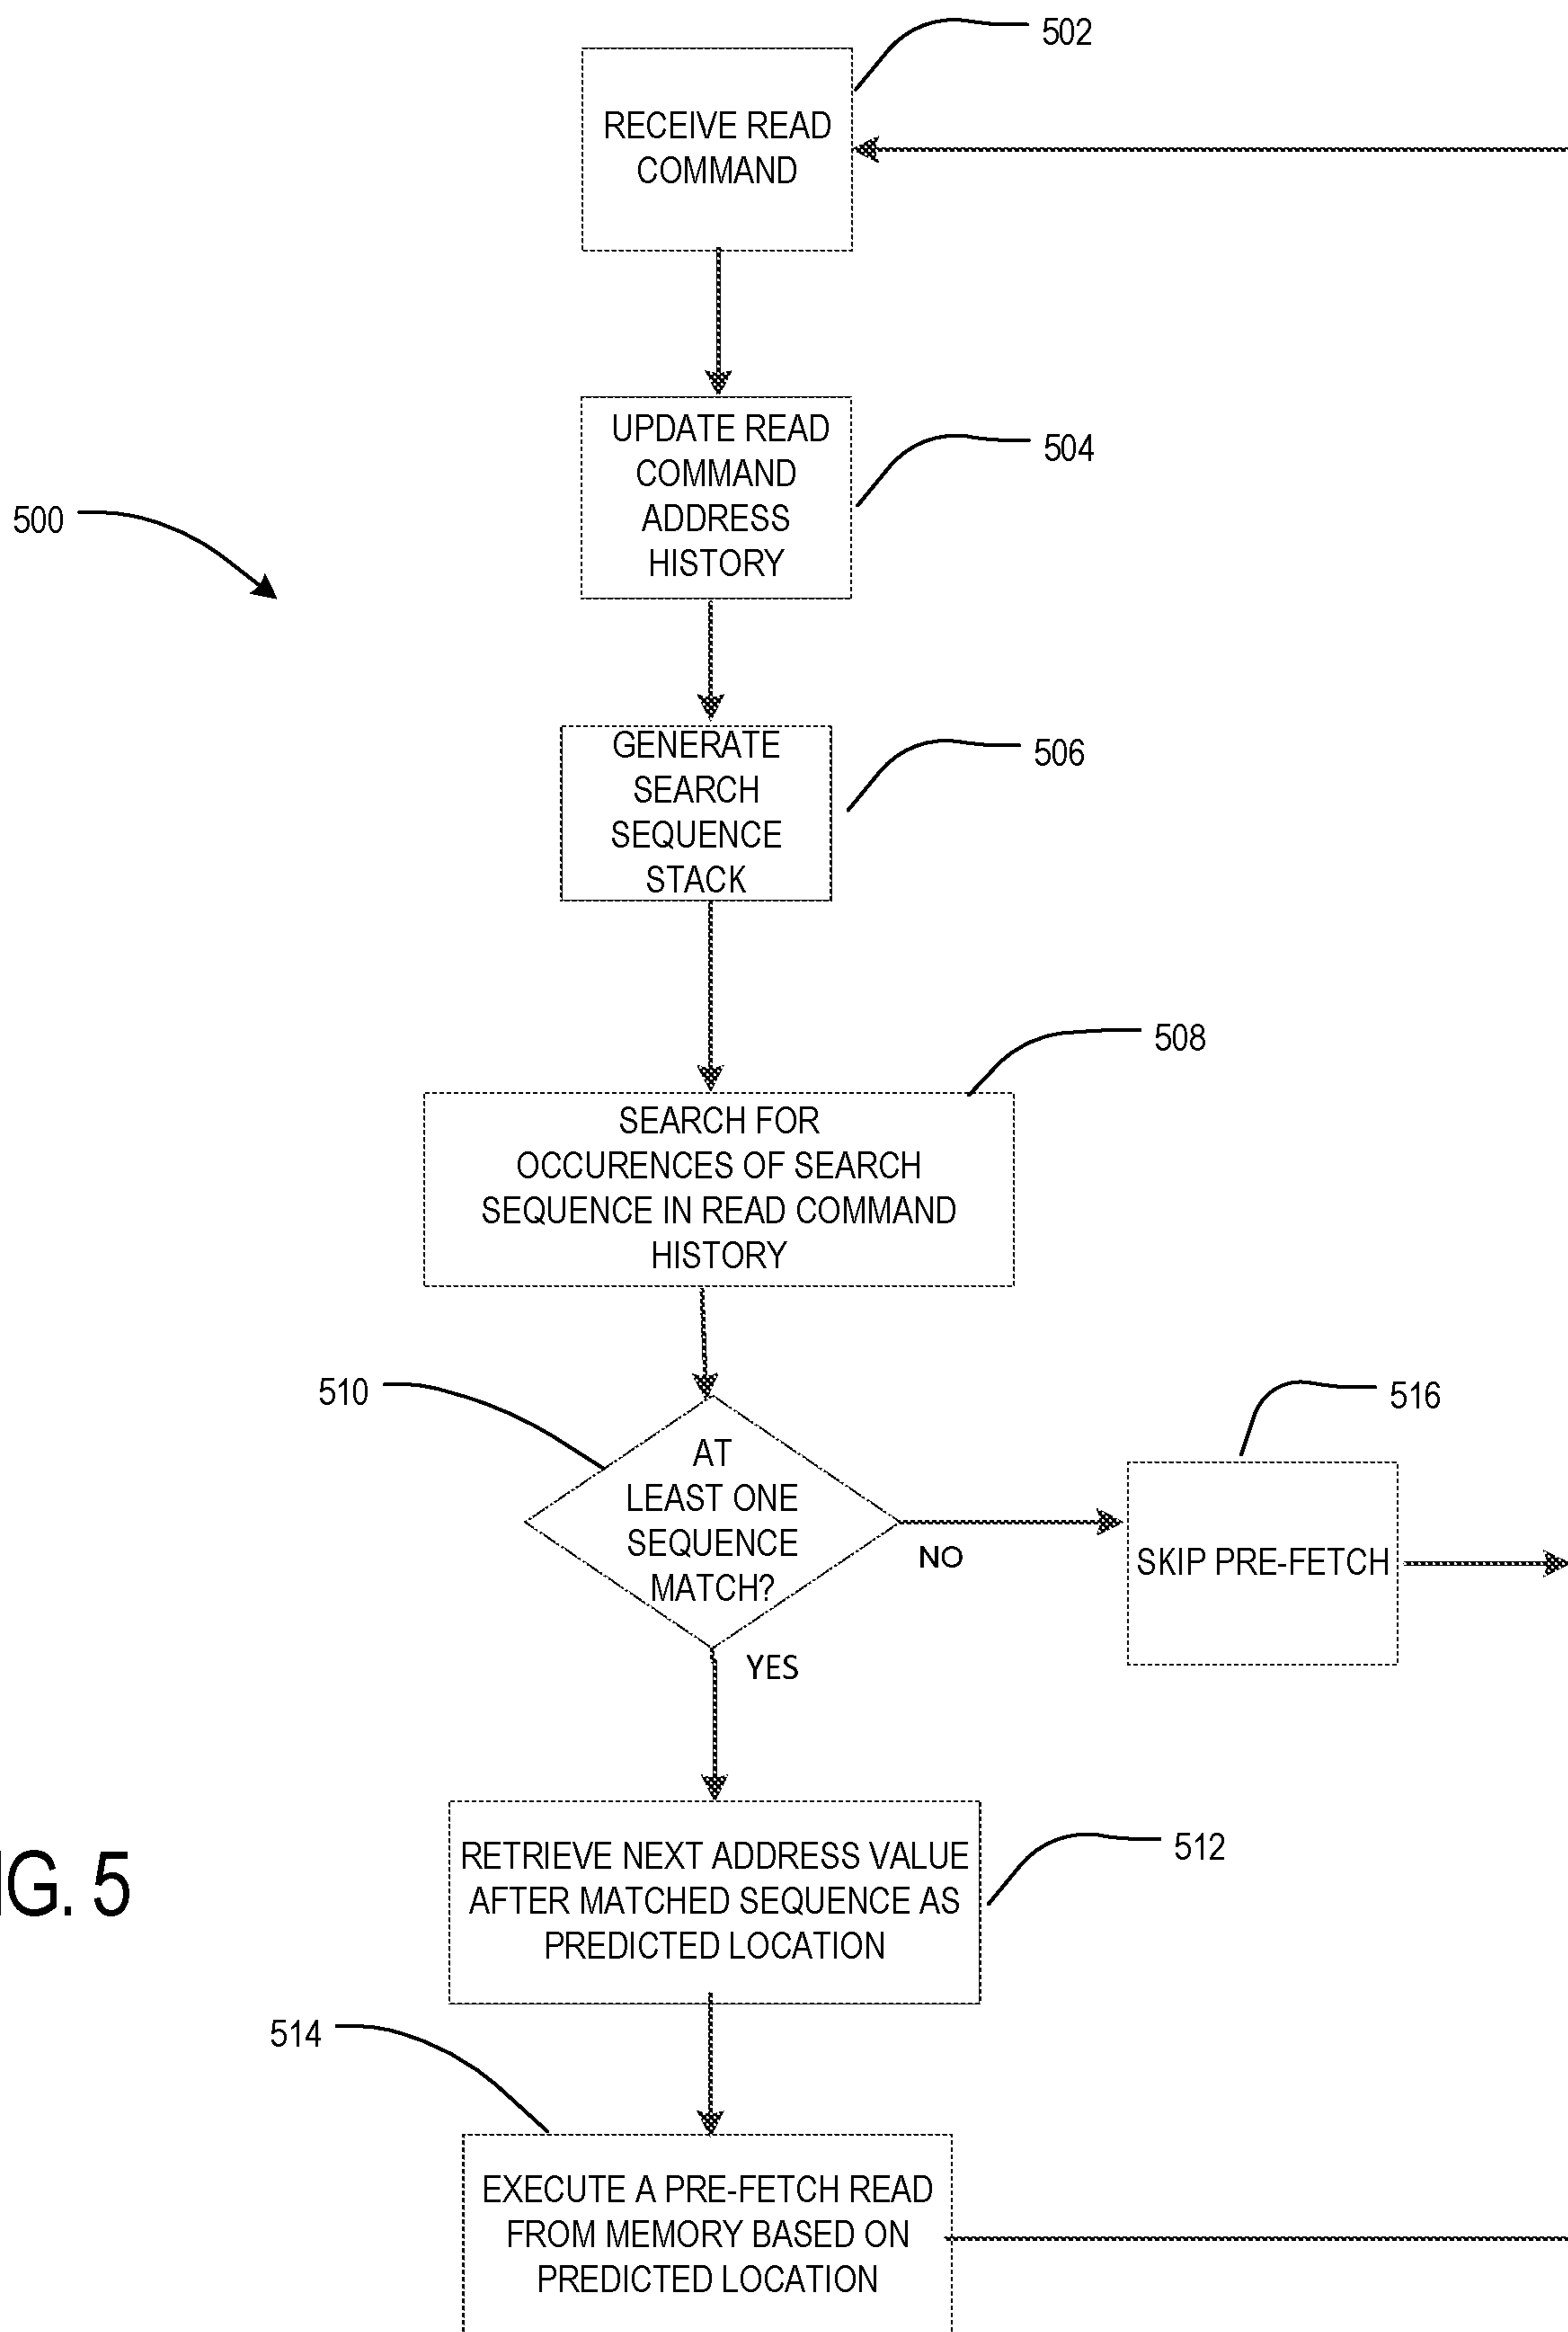 502
RECEIVE READ
COMMAND
UPDATE READ
COMMAND
ADDRESS
HISTORY
504
500
GENERATE
SEARCH
SEQUENCE
STACK
506
508
SEARCH FOR
OCCURENCES OF SEARCH
SEQUENCE IN READ COMMAND
HISTORY
510
AT
LEAST ONE
SEQUENCE
MATCH?
516
NO
SKIP PRE-FETCH
YES
RETRIEVE NEXT ADDRESS VALUE
AFTER MATCHED SEQUENCE AS
PREDICTED LOCATION
512
G. 5
514
EXECUTE A PRE-FETCH READ
FROM MEMORY BASED ON
PREDICTED LOCATION